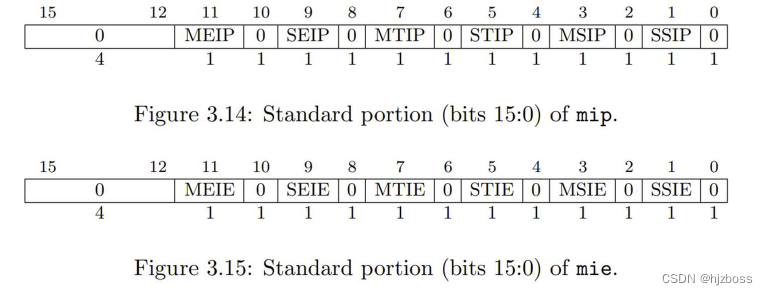 15 12 11 10 9 8 7 6 5 4 3 2 1 0
0 MEIP 0 SEIP 0 MTIP 0 STIP 0 MSIP 0 SSIP 0
4 1 1 1 1 1 1 1 1 1 1 1 1
Figure 3.14: Standard portion (bits 15:0) of mip.
15 12 11 10 9 8 7 6 5 4 3 2 1 0
0 MEIE 0 SEIE 0 MTIE 0 STIE 0 MSIE 0 SSIE 0
4 1 1 1 1 1 1 1 1 1 1 1 1
Figure 3.15: Standard portion (bits 15:0) of mie.
CSDN @hjzboss